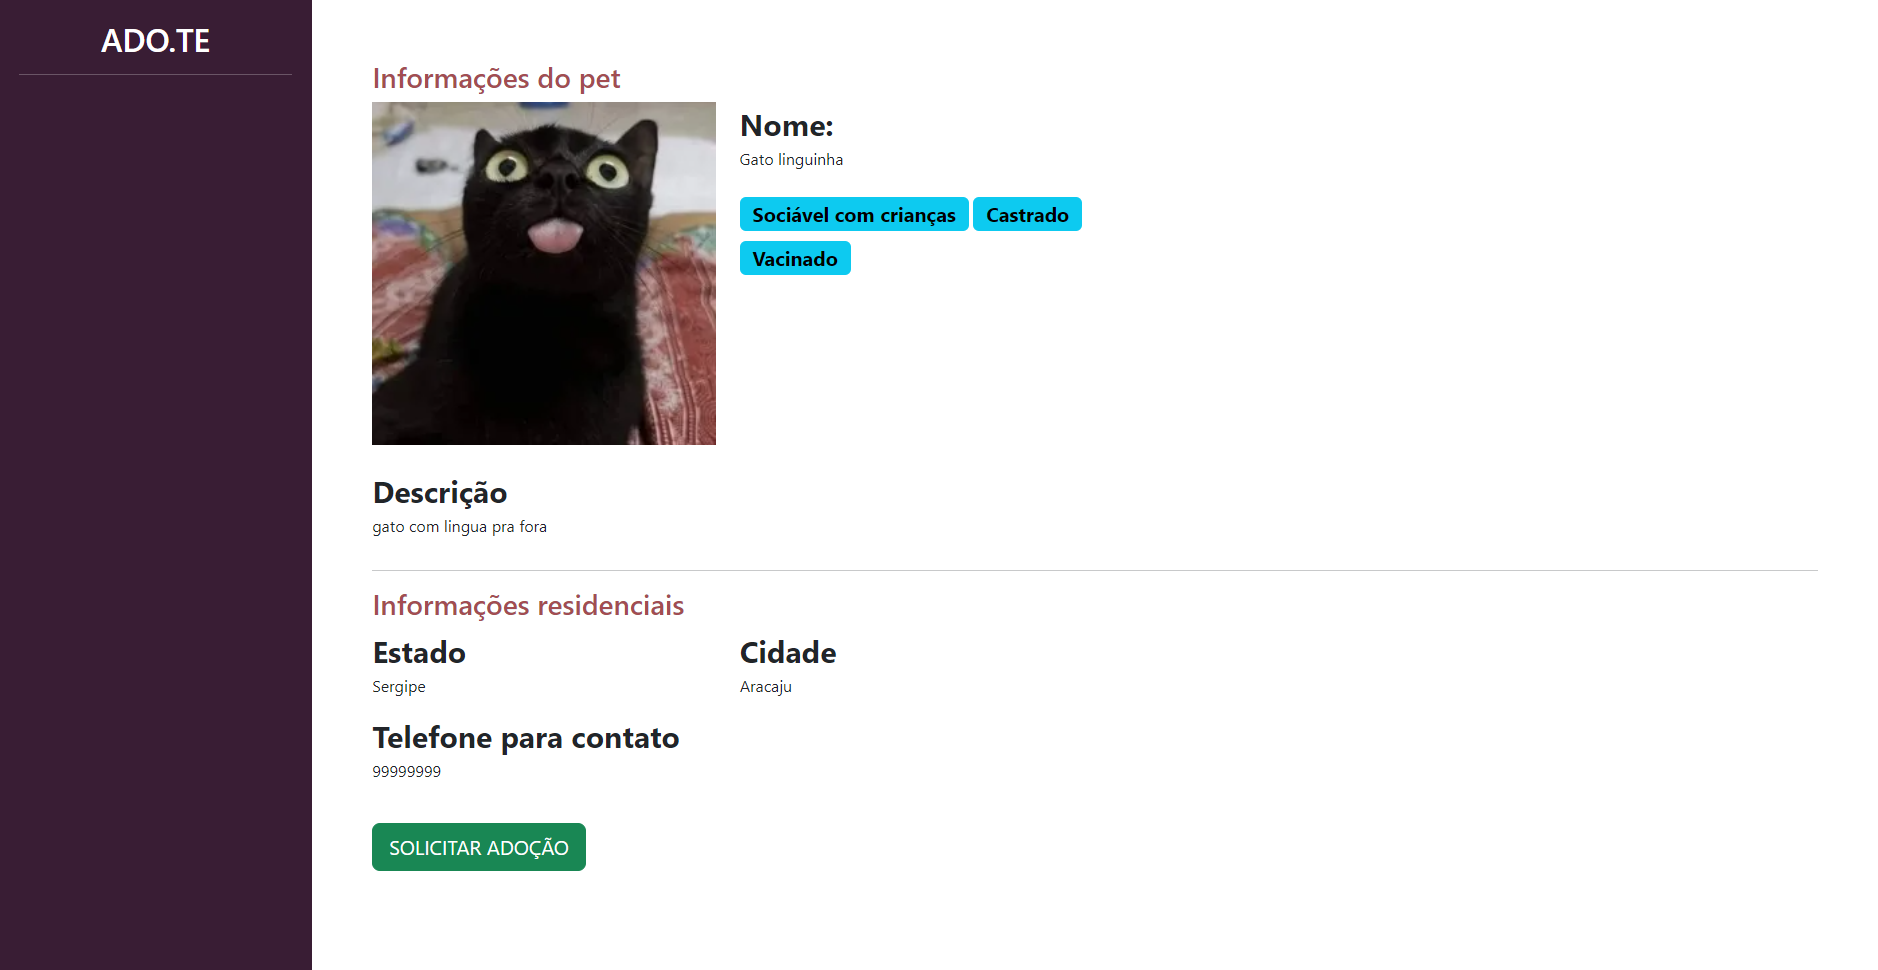 ADO.TE
Informações do pet
Nome:
Gato linguinha
Sociável com crianças Castrado
Vacinado
Descrição
gato com lingua pra fora
Informações residenciais
Estado
Sergipe
Cidade
Aracaju
Telefone para contato
99999999
SOLICITAR ADOÇÃO